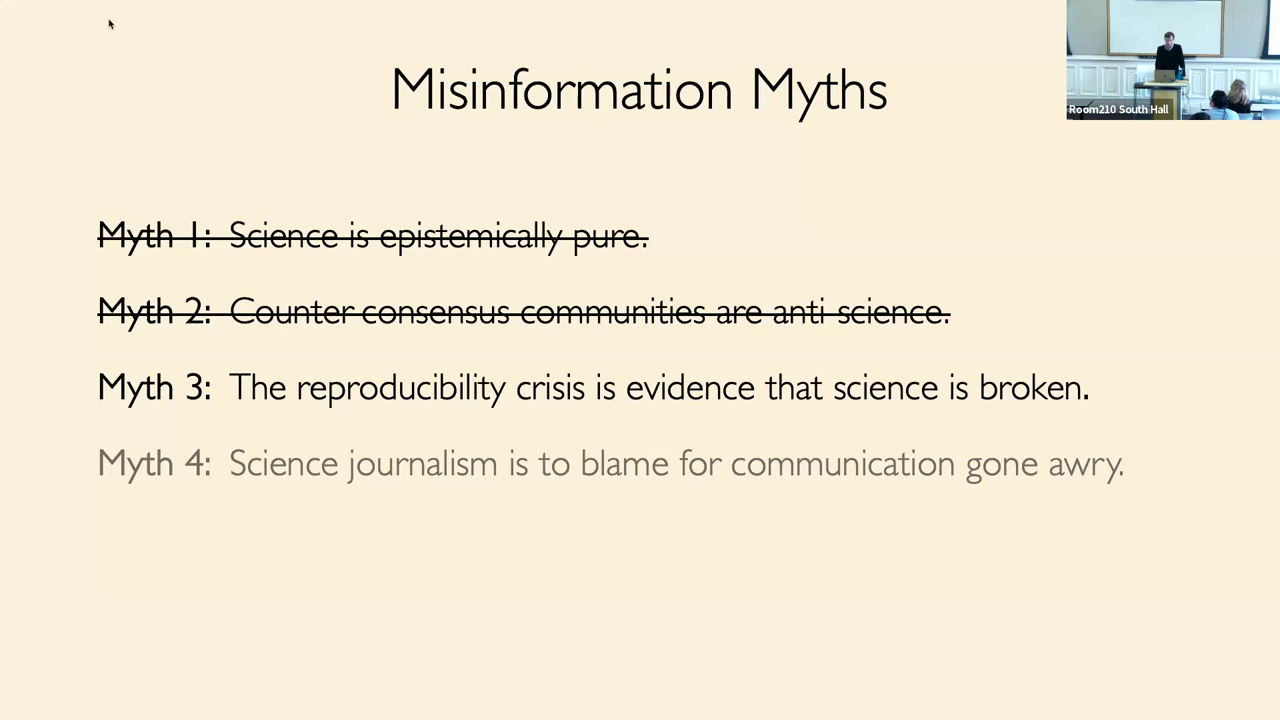 Misinformation Myths
Room210 South Hall
Myth 1: Science is epistemically pure.
Myth 2: Counter consensus communities are anti science.
Myth 3: The reproducibility crisis is evidence that science is broken.
Myth 4: Science journalism is to blame for communication gone awry.